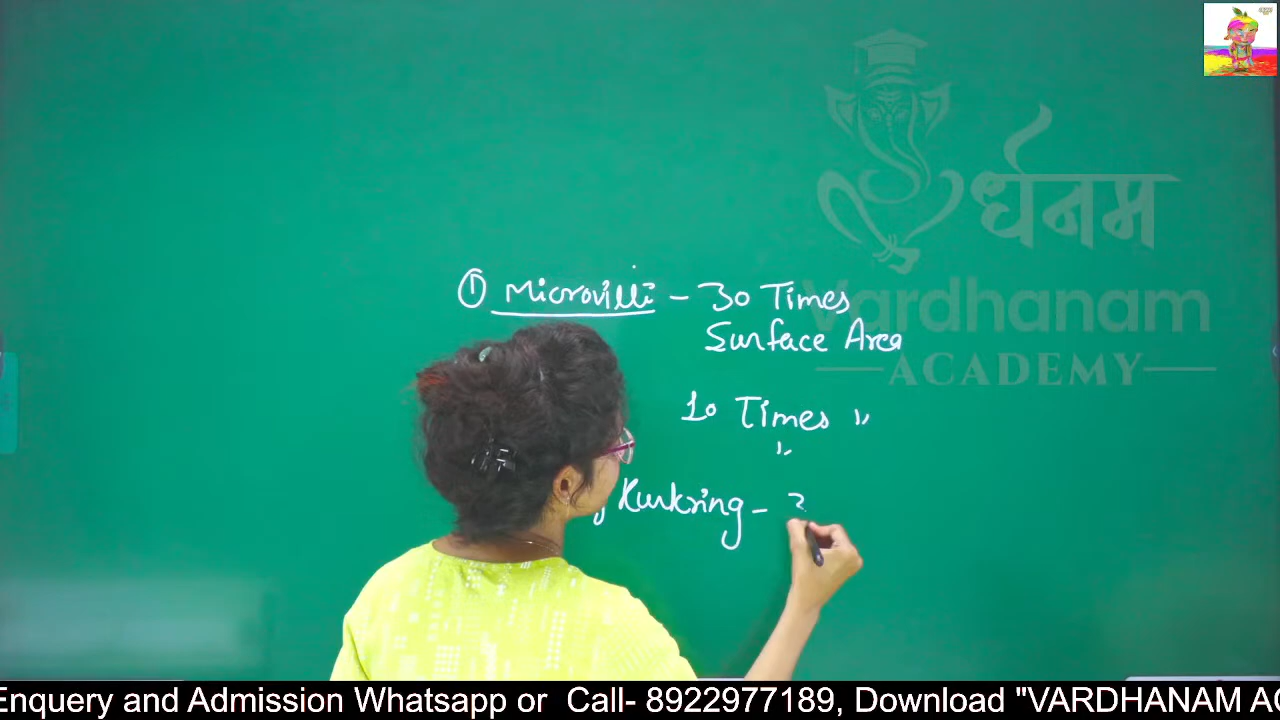 र्धनम
Vardhanam
ACADEMY
① Microvilli - 30 Times
Surface Area
10 Times ''
''
Kurkring -
Enquery and Admission Whatsapp or Call- 8922977189, Download "VARDHANAM AC